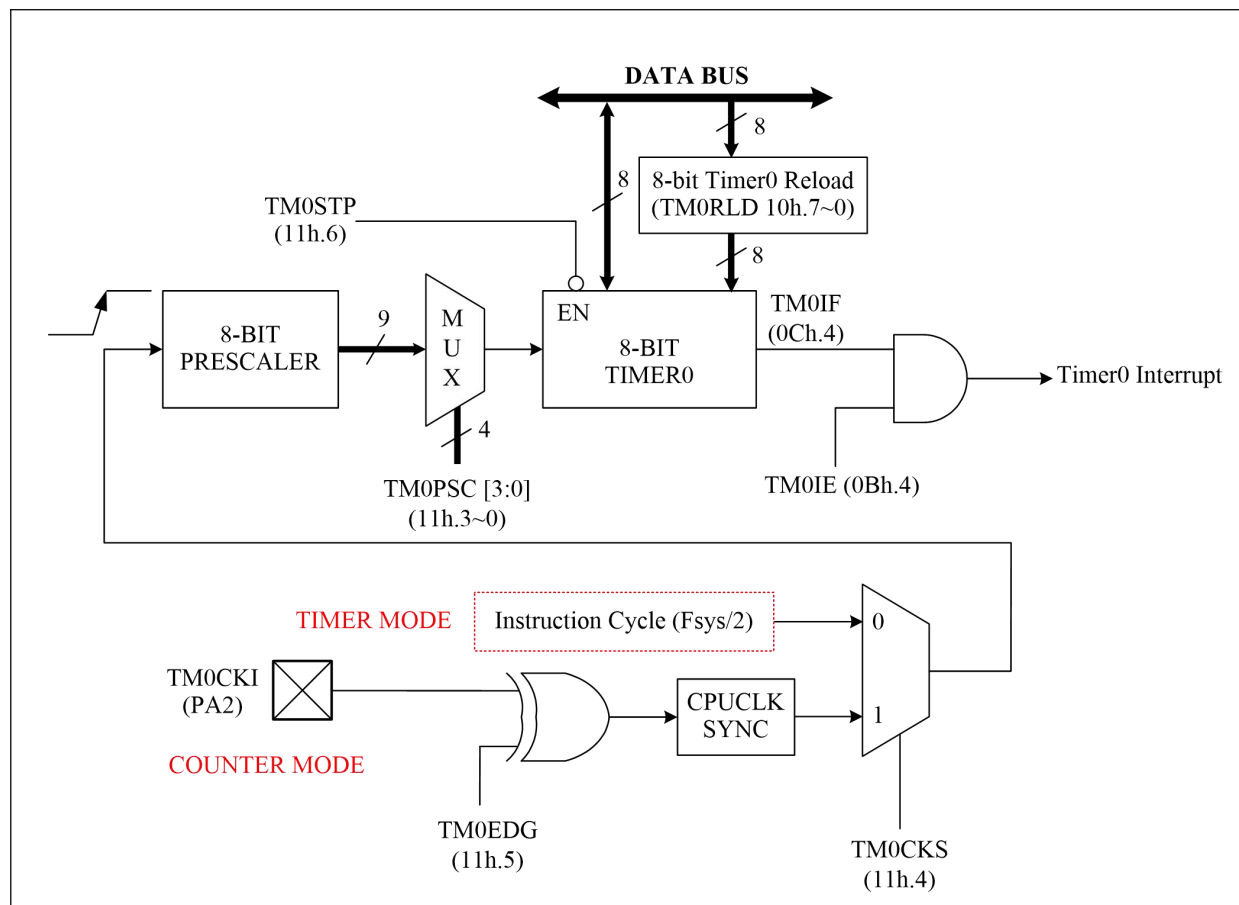 DATA BUS
8
8-bit Timer0 Reload
(TM0RLD 10h.7~0)
8
8
TM0STP
(11h.6)
8-BIT
PRESCALER
9
M
U
X
4
TM0PSC [3:0]
(11h.3~0)
EN
8-BIT
TIMER0
TM0IF
(0Ch.4)
Timer0 Interrupt
TM0IE (0Bh.4)
TIMER MODE
Instruction Cycle (Fsys/2)
0
TM0CKI
(PA2)
CPUCLK
SYNC
1
COUNTER MODE
TM0EDG
(11h.5)
TM0CKS
(11h.4)